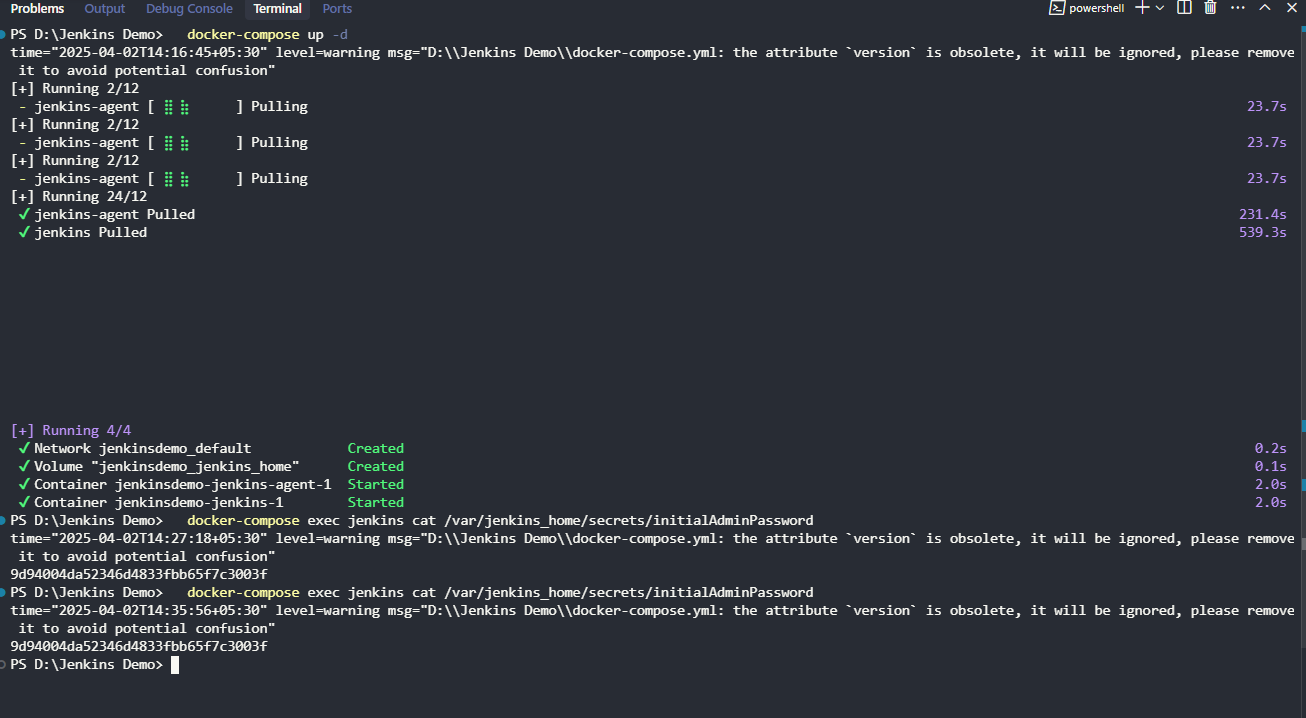 Problems Output Debug Console Terminal Ports powershell
PS D:\Jenkins Demo> docker-compose up -d
time="2025-04-02T14:16:45+05:30" level=warning msg="D:\\Jenkins Demo\\docker-compose.yml: the attribute `version` is obsolete, it will be ignored, please remove
it to avoid potential confusion"
[+] Running 2/12
- jenkins-agent [ ⣿⣷ ] Pulling 23.7s
[+] Running 2/12
- jenkins-agent [ ⣿⣷ ] Pulling 23.7s
[+] Running 2/12
- jenkins-agent [ ⣿⣷ ] Pulling 23.7s
[+] Running 24/12
✔ jenkins-agent Pulled 231.4s
✔ jenkins Pulled 539.3s
[+] Running 4/4
✔ Network jenkinsdemo_default Created 0.2s
✔ Volume "jenkinsdemo_jenkins_home" Created 0.1s
✔ Container jenkinsdemo-jenkins-agent-1 Started 2.0s
✔ Container jenkinsdemo-jenkins-1 Started 2.0s
PS D:\Jenkins Demo> docker-compose exec jenkins cat /var/jenkins_home/secrets/initialAdminPassword
time="2025-04-02T14:27:18+05:30" level=warning msg="D:\\Jenkins Demo\\docker-compose.yml: the attribute `version` is obsolete, it will be ignored, please remove
it to avoid potential confusion"
9d94004da52346d4833fbb65f7c3003f
PS D:\Jenkins Demo> docker-compose exec jenkins cat /var/jenkins_home/secrets/initialAdminPassword
time="2025-04-02T14:35:56+05:30" level=warning msg="D:\\Jenkins Demo\\docker-compose.yml: the attribute `version` is obsolete, it will be ignored, please remove
it to avoid potential confusion"
9d94004da52346d4833fbb65f7c3003f
PS D:\Jenkins Demo>